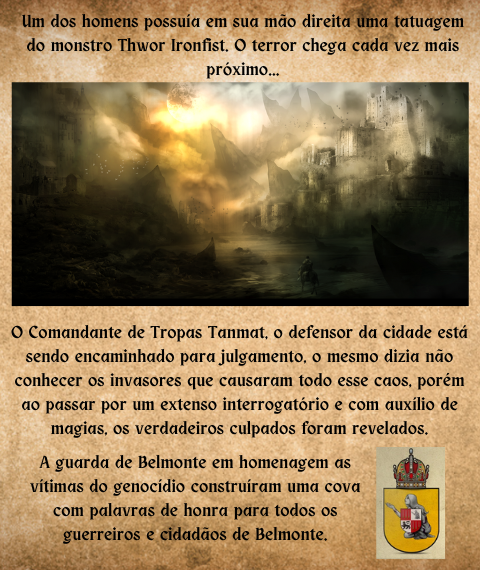 Um dos homens possuía em sua mão direita uma tatuagem
do monstro Thwor Ironfist. O terror chega cada vez mais
próximo...
O Comandante de Tropas Tanmat, o defensor da cidade está
sendo encaminhado para julgamento, o mesmo dizia não
conhecer os invasores que causaram todo esse caos, porém
ao passar por um extenso interrogatório e com auxílio de
magias, os verdadeiros culpados foram revelados.
A guarda de Belmonte em homenagem as
vítimas do genocídio construíram uma cova
com palavras de honra para todos os
guerreiros e cidadãos de Belmonte.